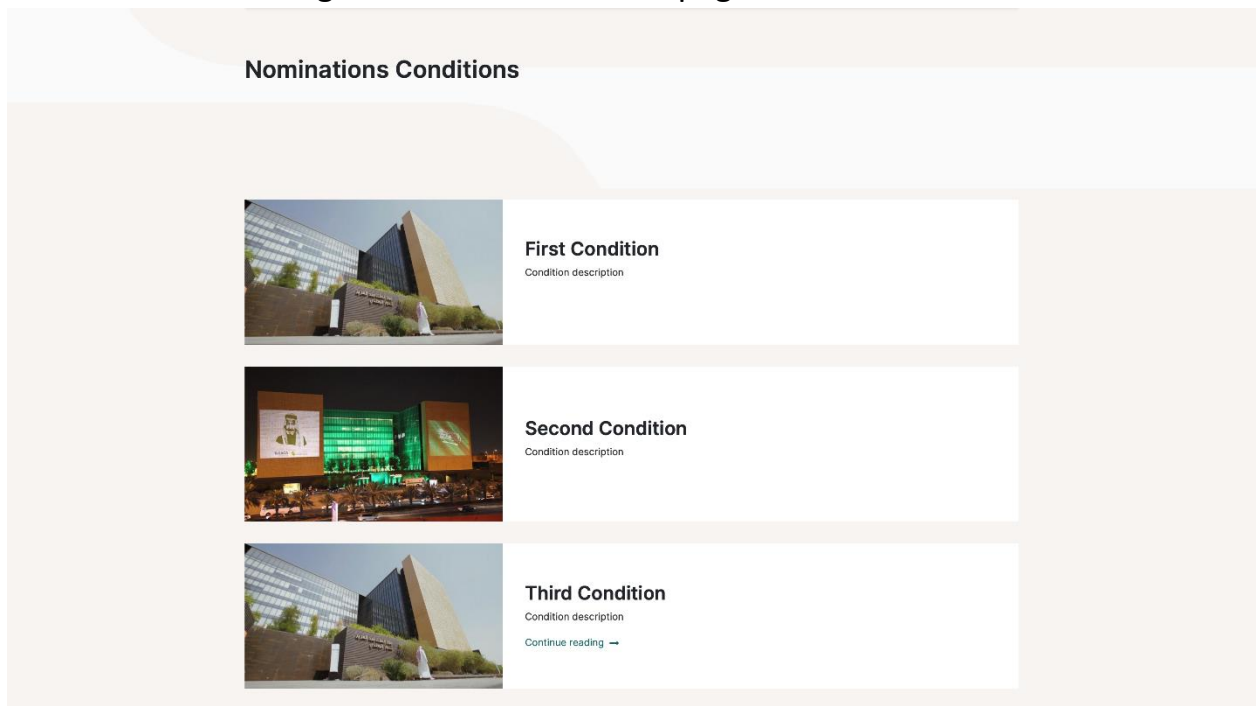 Nominations Conditions
First Condition
Condition description
Second Condition
Condition description
Third Condition
Condition description
Continue reading →